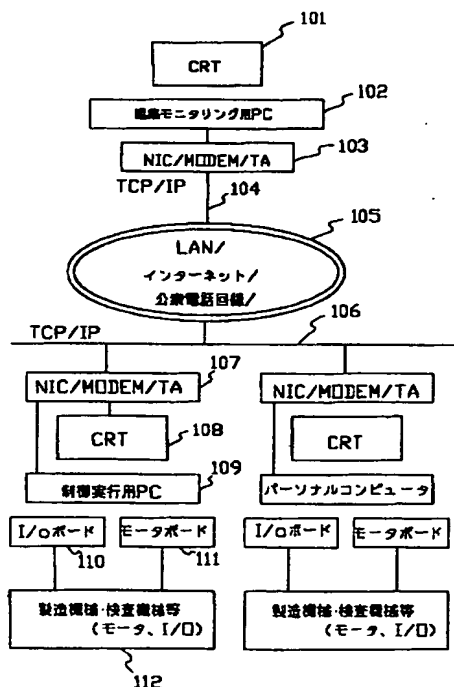 101
CRT
102
遠隔モニタリング用PC
103
NIC/MODEM/TA
TCP/IP
104
105
LAN/
インターネット/
公衆電話回線/
106
TCP/IP
107
NIC/MODEM/TA
NIC/MODEM/TA
CRT
108
CRT
109
制御実行用PC
パーソナルコンピュータ
I/Oボード
モータボード
I/Oボード
モータボード
110
111
製造機械・検査機械等
(モータ、I/O)
製造機械・検査機械等
(モータ、I/O)
112